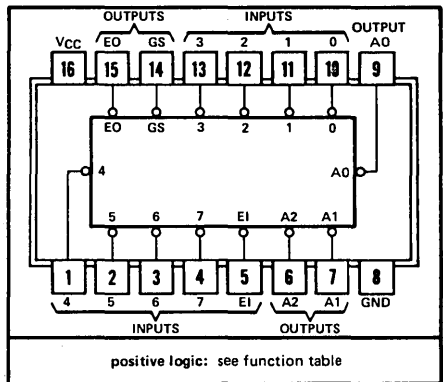 OUTPUTS INPUTS
VCC EO GS 3 2 1 0 OUTPUT A0
16 15 14 13 12 11 10 9
EO GS 3 2 1 0
4 A0
5 6 7 EI A2 A1
1 2 3 4 5 6 7 8
4 5 6 7 EI A2 A1 GND
INPUTS OUTPUTS
positive logic: see function table